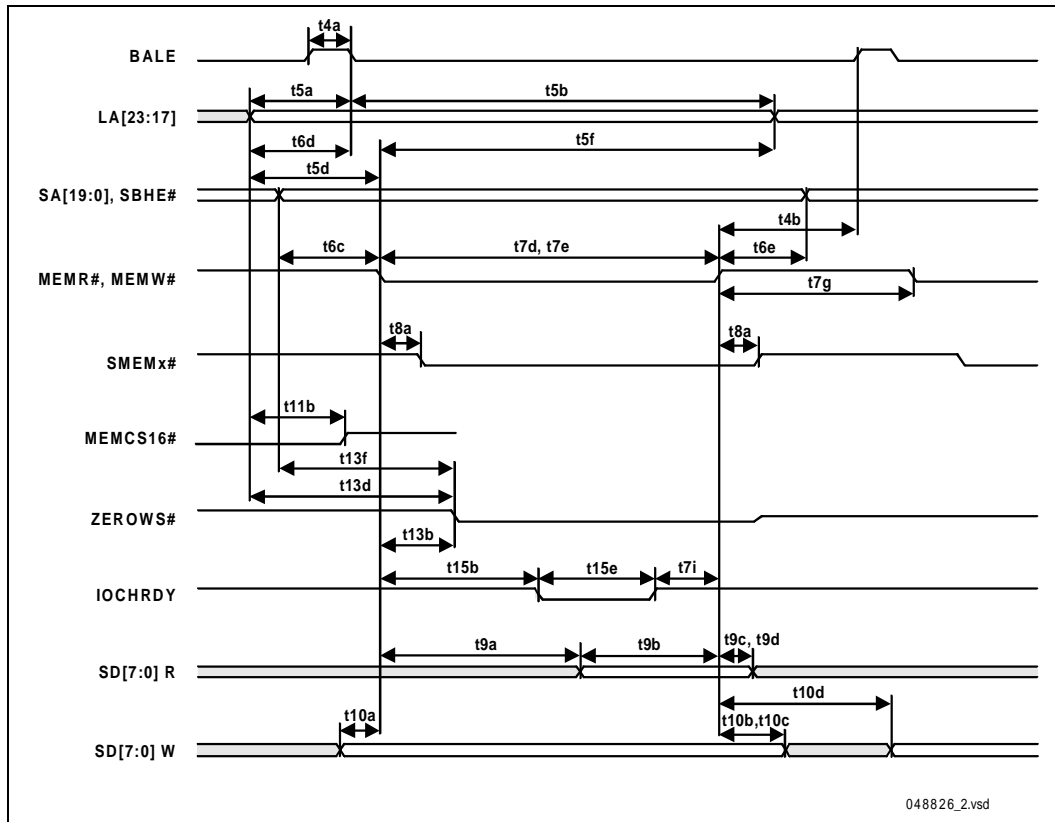 t4a
BALE
t5a
t5b
LA[23:17]
t6d
t5f
t5d
SA[19:0], SBHE#
t4b
t6c
t7d, t7e
t6e
MEMR#, MEMW#
t7g
t8a
t8a
SMEMx#
t11b
MEMCS16#
t13f
t13d
ZEROWS#
t13b
t15b
t15e
t7i
IOCHRDY
t9a
t9b
t9c, t9d
SD[7:0] R
t10d
t10a
t10b,t10c
SD[7:0] W
048826_2.vsd